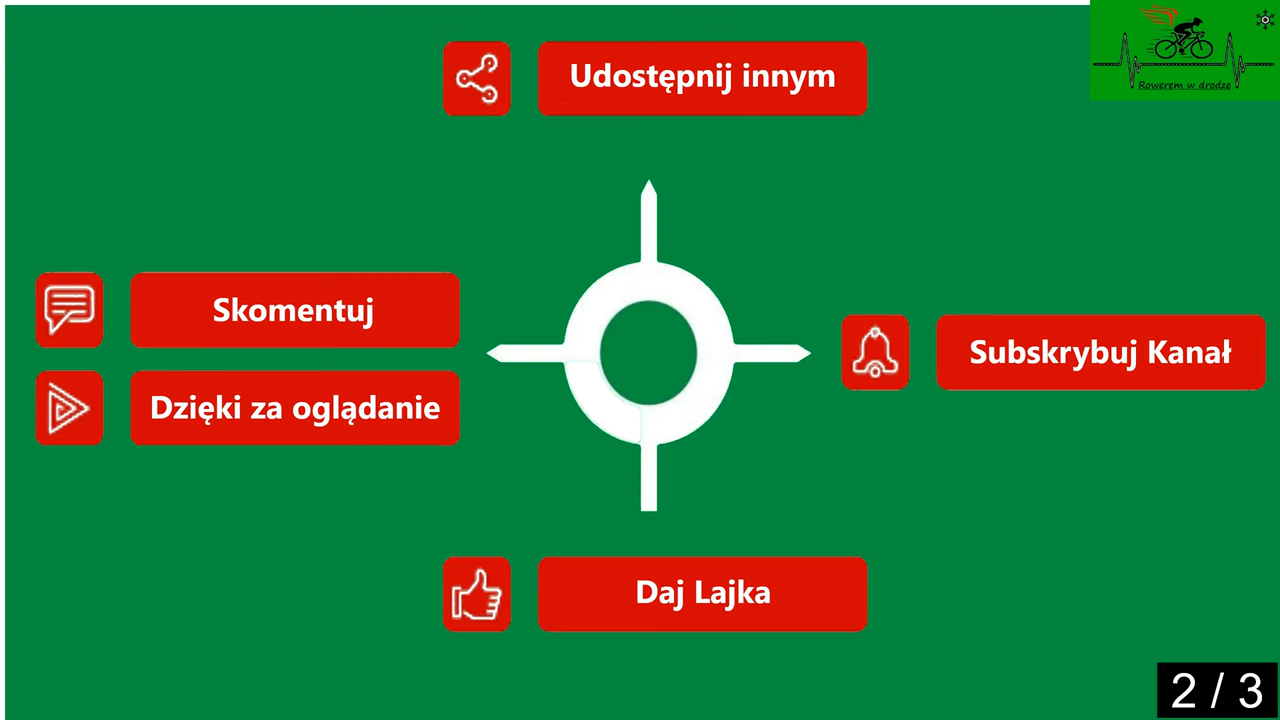 Udostępnij innym
Rowerem w drodze
Skomentuj
Dzięki za oglądanie
Subskrybuj Kanał
Daj Lajka
2 / 3